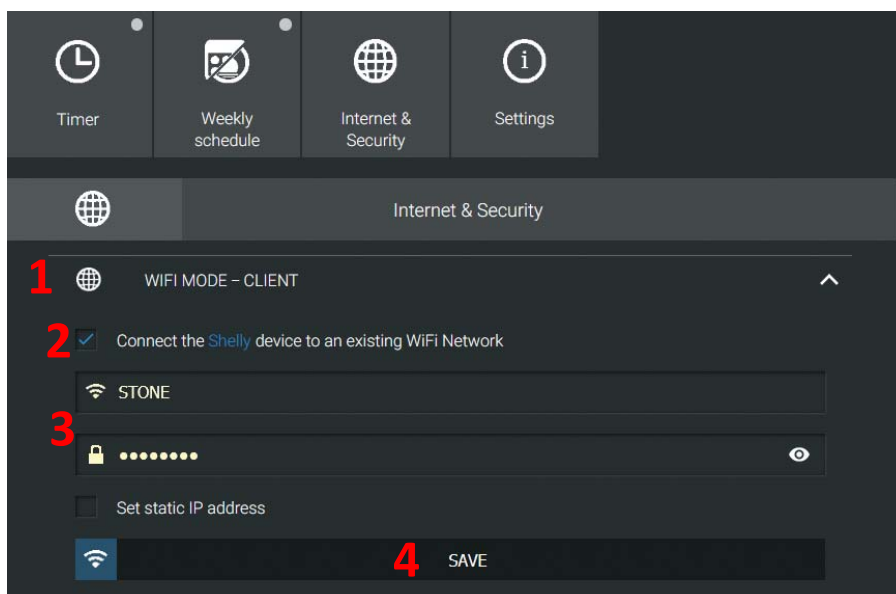 Timer
Weekly
schedule
Internet &
Security
Settings
Internet & Security
1 WIFI MODE – CLIENT
2 Connect the Shelly device to an existing WiFi Network
STONE
3
••••••••
Set static IP address
4 SAVE